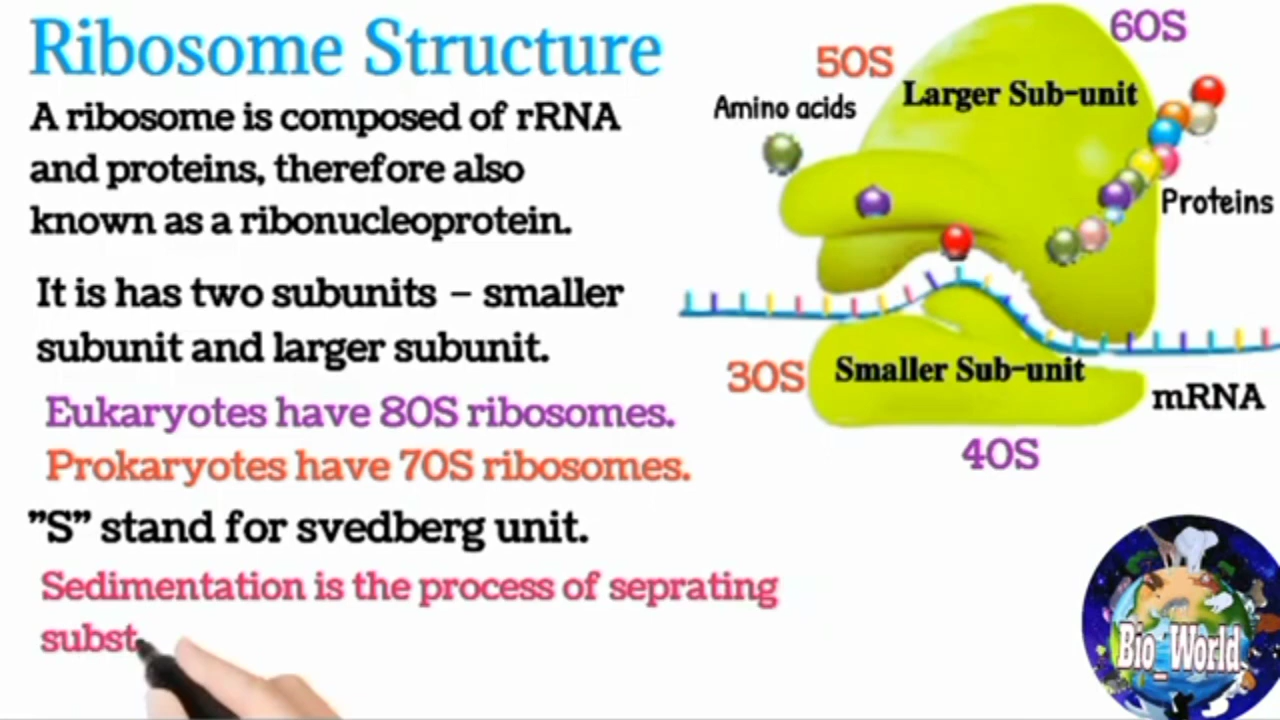 Ribosome Structure
A ribosome is composed of rRNA
and proteins, therefore also
known as a ribonucleoprotein.
It is has two subunits – smaller
subunit and larger subunit.
Eukaryotes have 80S ribosomes.
Prokaryotes have 70S ribosomes.
”S” stand for svedberg unit.
Sedimentation is the process of seprating
subst
60S
50S
Larger Sub-unit
Amino acids
Proteins
30S
Smaller Sub-unit
mRNA
40S
Bio_World